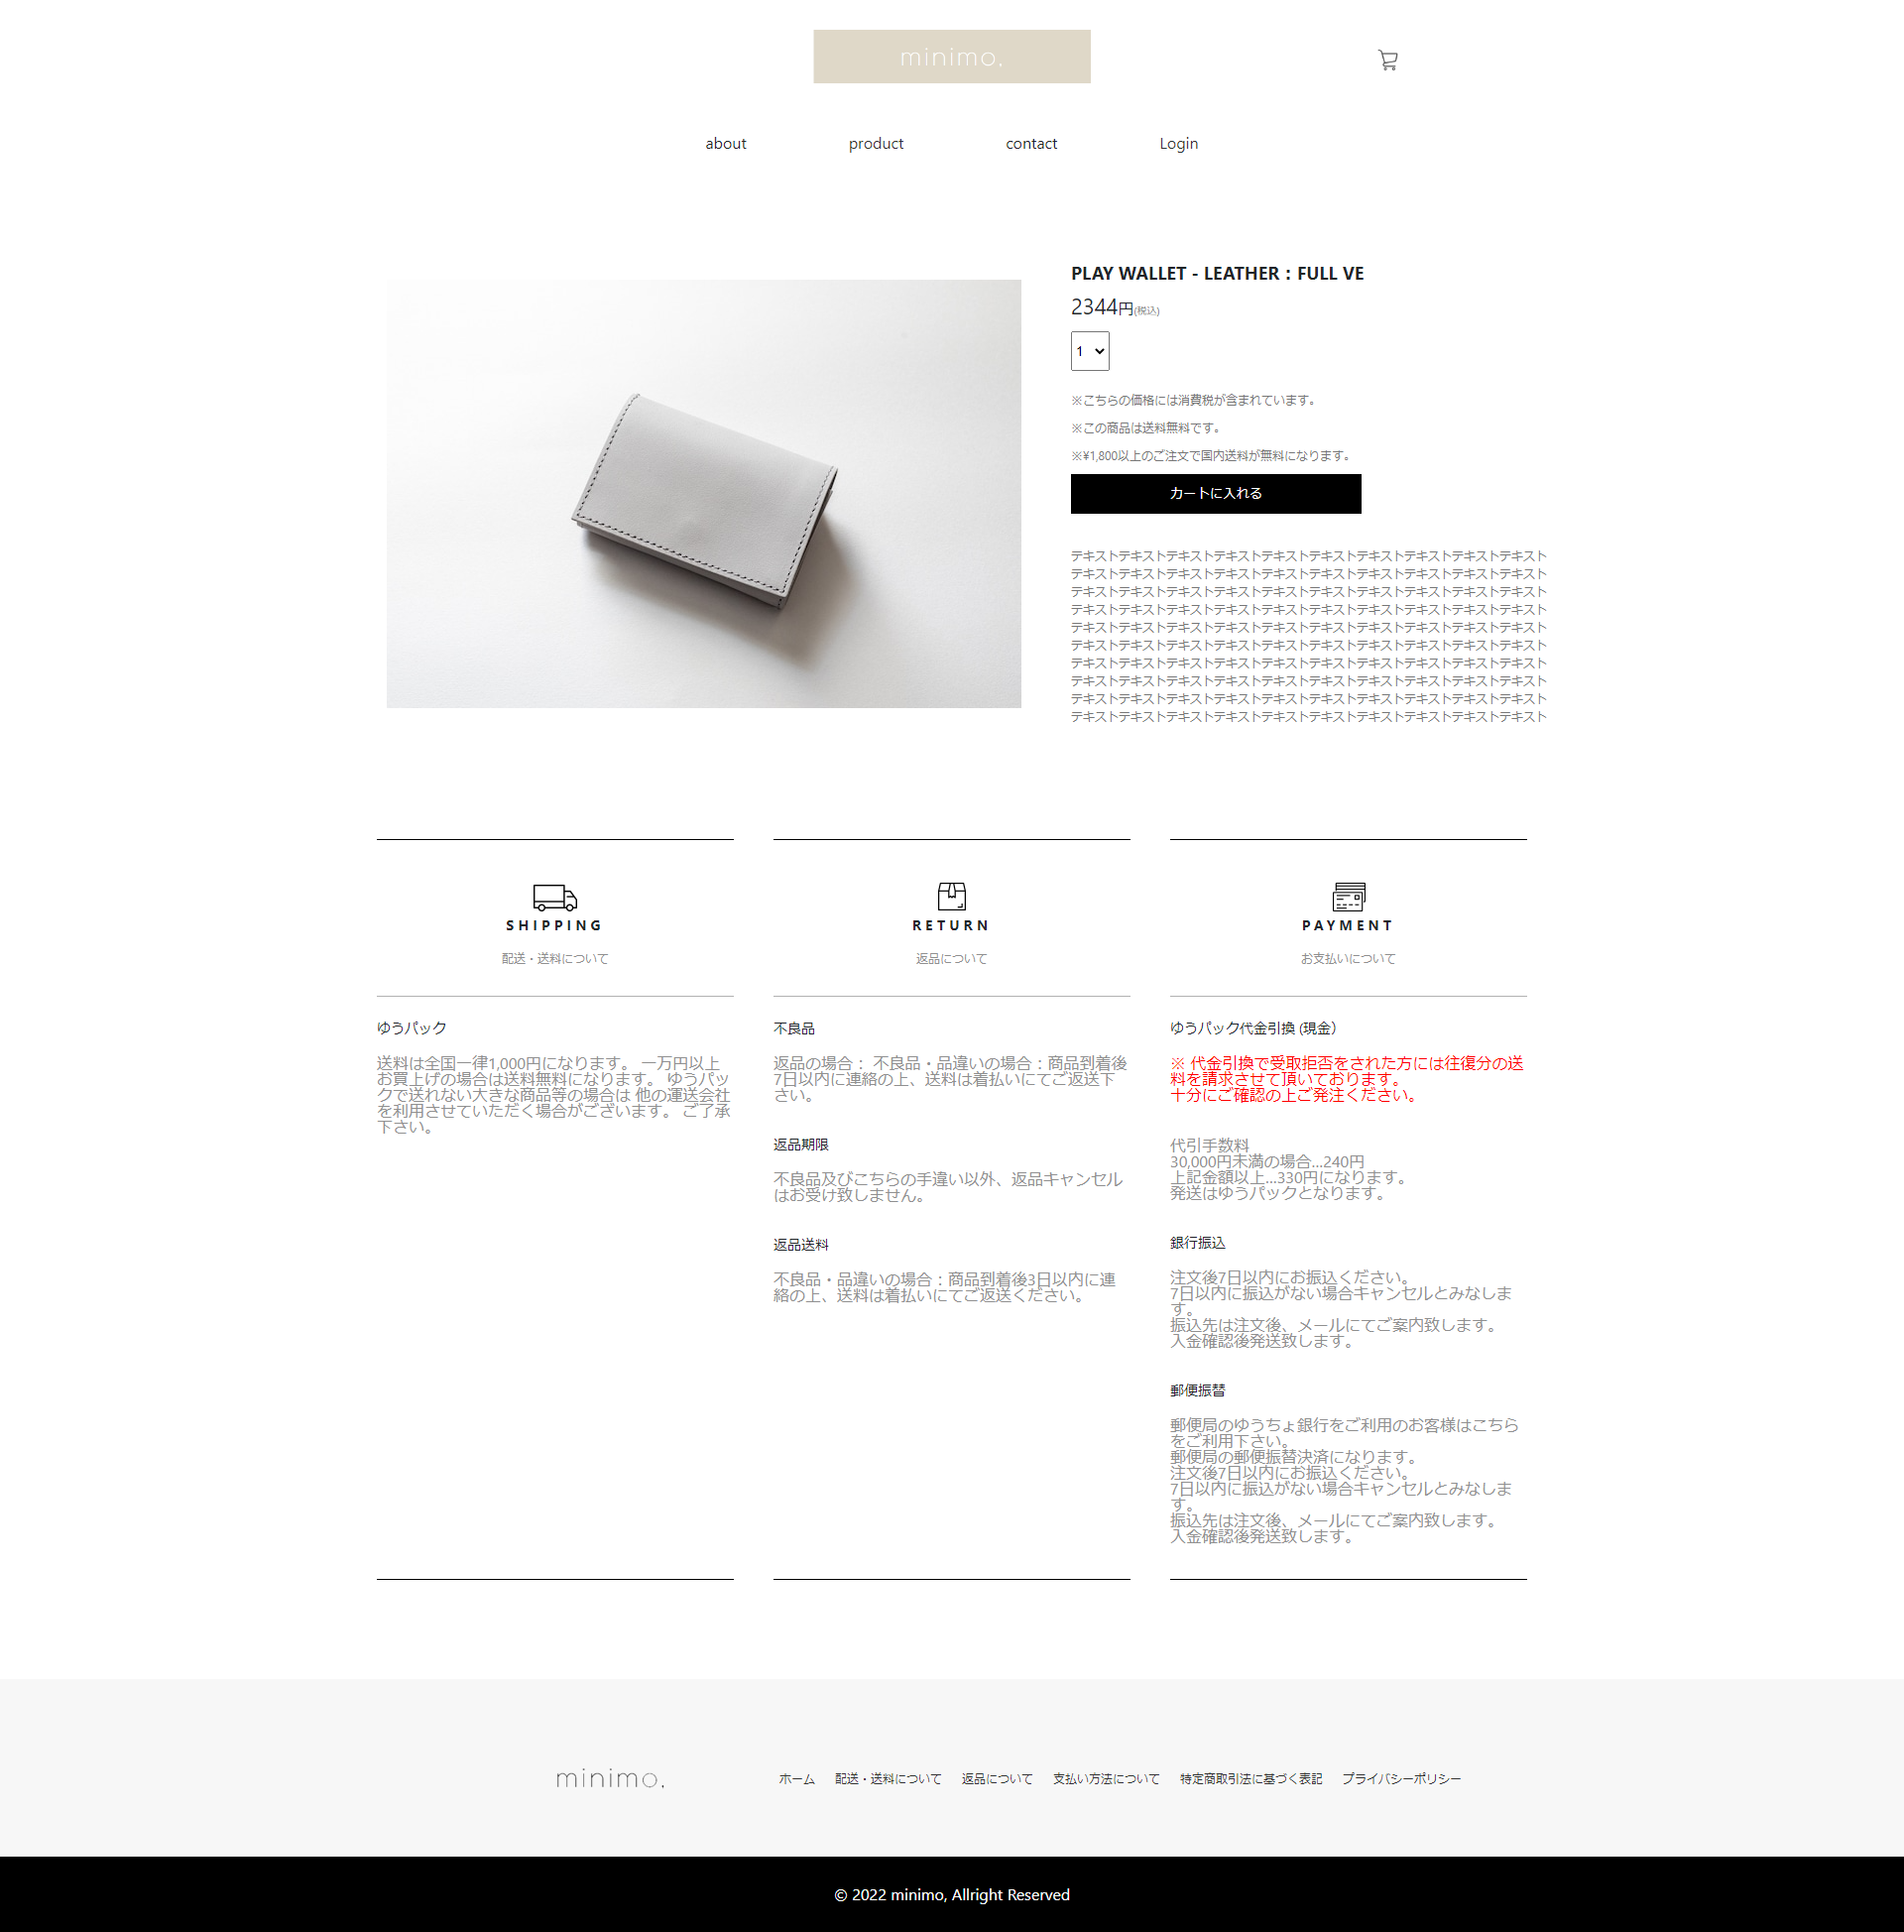 minimo.
about product contact Login
PLAY WALLET - LEATHER : FULL VE
2344円(税込)
1
※こちらの価格には消費税が含まれています。
※この商品は送料無料です。
※¥1,800以上のご注文で国内送料が無料になります。
カートに入れる
テキストテキストテキストテキストテキストテキストテキストテキストテキストテキスト
テキストテキストテキストテキストテキストテキストテキストテキストテキストテキスト
テキストテキストテキストテキストテキストテキストテキストテキストテキストテキスト
テキストテキストテキストテキストテキストテキストテキストテキストテキストテキスト
テキストテキストテキストテキストテキストテキストテキストテキストテキストテキスト
テキストテキストテキストテキストテキストテキストテキストテキストテキストテキスト
テキストテキストテキストテキストテキストテキストテキストテキストテキストテキスト
テキストテキストテキストテキストテキストテキストテキストテキストテキストテキスト
テキストテキストテキストテキストテキストテキストテキストテキストテキストテキスト
テキストテキストテキストテキストテキストテキストテキストテキストテキストテキスト
SHIPPING
配送・送料について
ゆうパック
送料は全国一律1,000円になります。 一万円以上
お買上げの場合は送料無料になります。 ゆうパッ
クで送れない大きな商品等の場合は 他の運送会社
を利用させていただく場合がございます。 ご了承
下さい。
RETURN
返品について
不良品
返品の場合： 不良品・品違いの場合：商品到着後
7日以内に連絡の上、送料は着払いにてご返送下
さい。
返品期限
不良品及びこちらの手違い以外、返品キャンセル
はお受け致しません。
返品送料
不良品・品違いの場合：商品到着後3日以内に連
絡の上、送料は着払いにてご返送ください。
PAYMENT
お支払いについて
ゆうパック代金引換 (現金）
※ 代金引換で受取拒否をされた方には往復分の送
料を請求させて頂いております。
十分にご確認の上ご発注ください。
代引手数料
30,000円未満の場合...240円
上記金額以上...330円になります。
発送はゆうパックとなります。
銀行振込
注文後7日以内にお振込ください。
7日以内に振込がない場合キャンセルとみなしま
す。
振込先は注文後、メールにてご案内致します。
入金確認後発送致します。
郵便振替
郵便局のゆうちょ銀行をご利用のお客様はこちら
をご利用下さい。
郵便局の郵便振替決済になります。
注文後7日以内にお振込ください。
7日以内に振込がない場合キャンセルとみなしま
す。
振込先は注文後、メールにてご案内致します。
入金確認後発送致します。
minimo.
ホーム 配送・送料について 返品について 支払い方法について 特定商取引法に基づく表記 プライバシーポリシー
© 2022 minimo, Allright Reserved